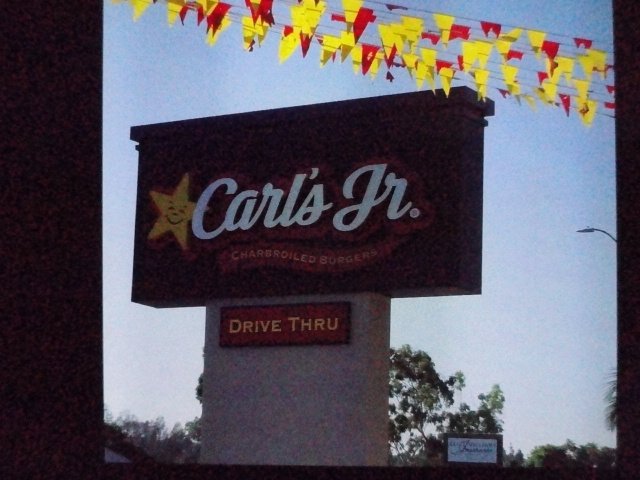 Carl's Jr.
CHARBROILED BURGERS
DRIVE THRU